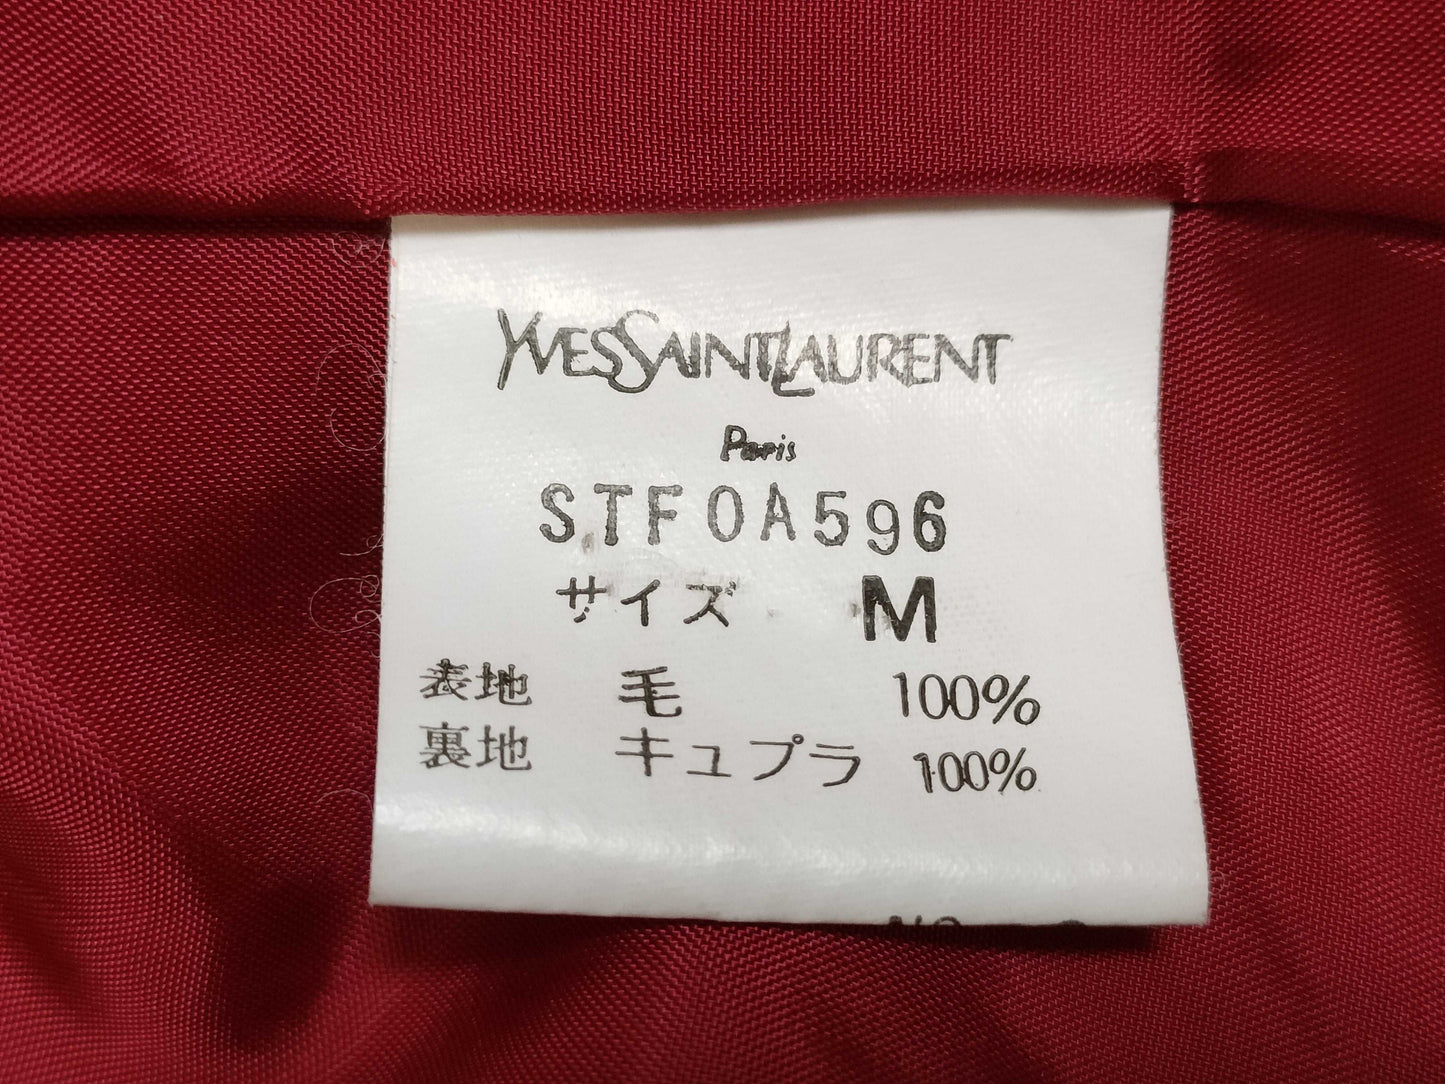 YVESSAINTLAURENT
Paris
STF0A596
サイズ M
表地 毛 100%
裏地 キュプラ 100%